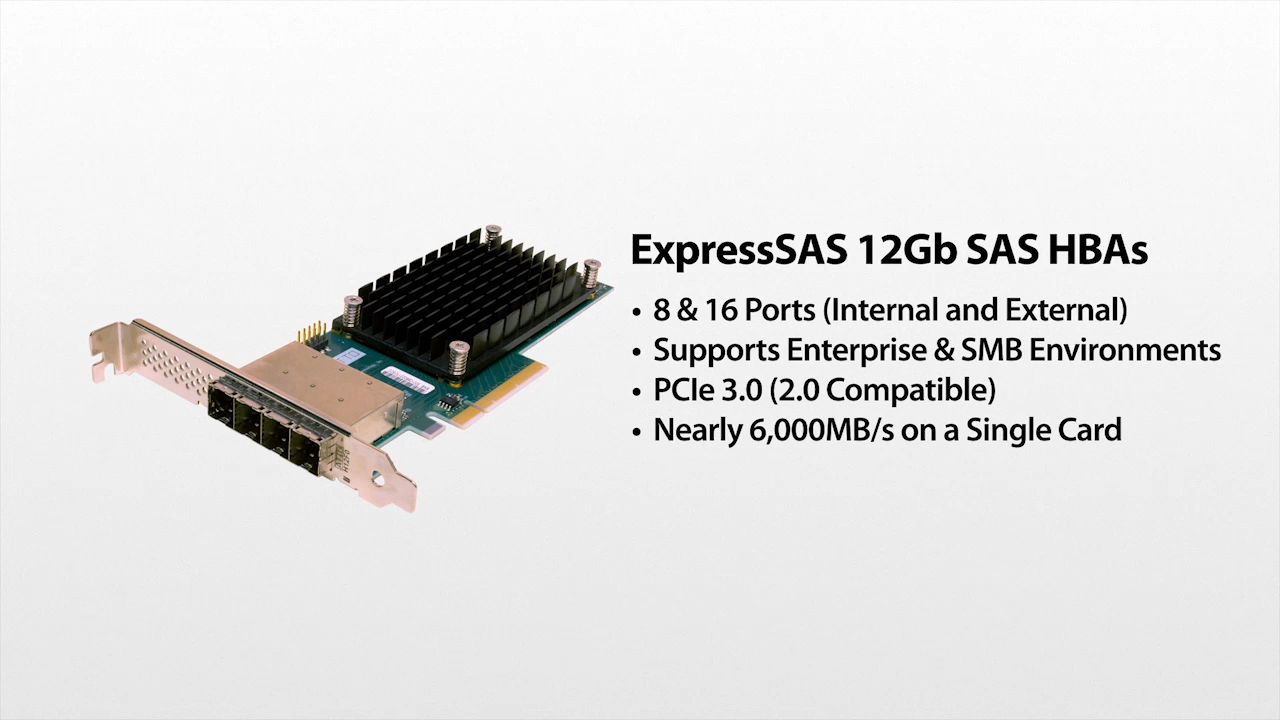 ExpressSAS 12Gb SAS HBAs
• 8 & 16 Ports (Internal and External)
• Supports Enterprise & SMB Environments
• PCIe 3.0 (2.0 Compatible)
• Nearly 6,000MB/s on a Single Card